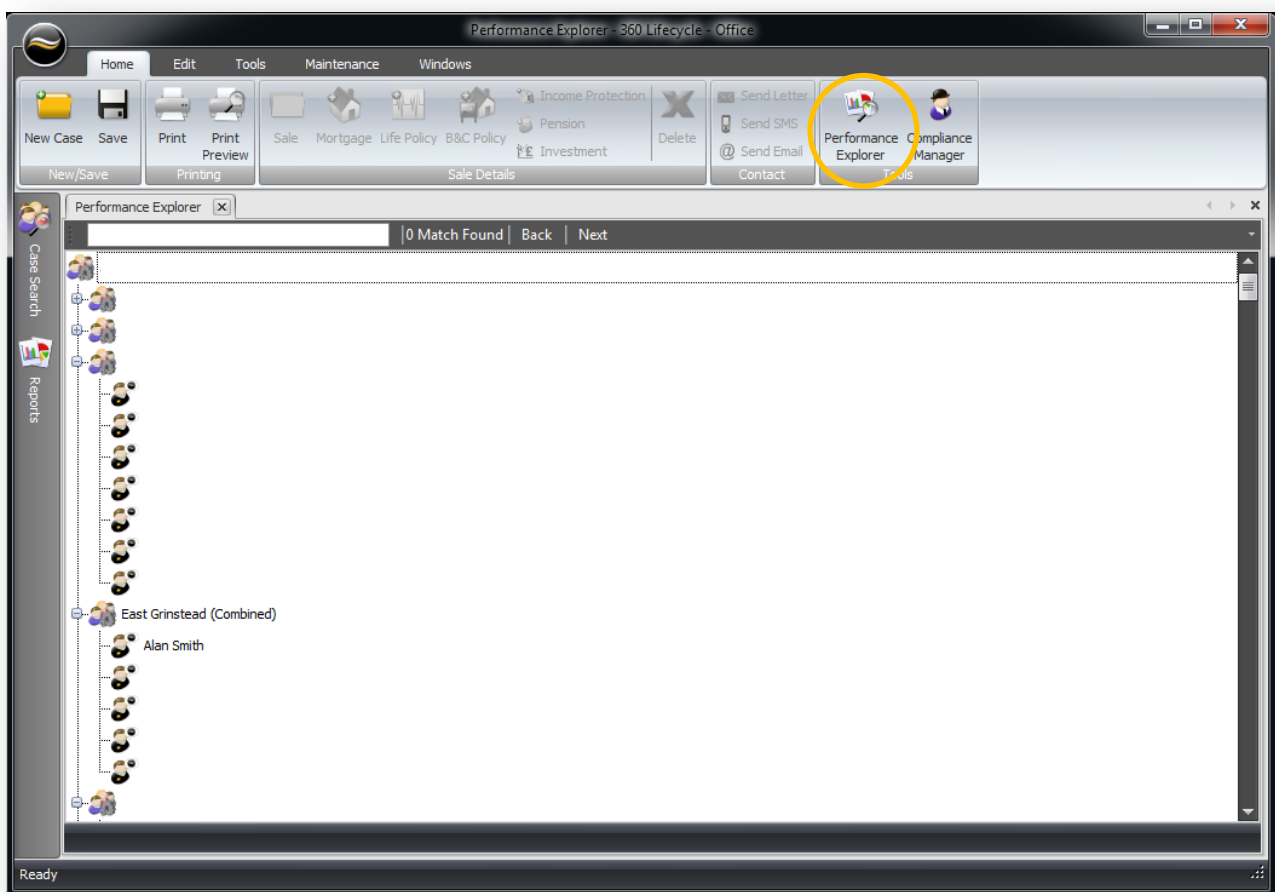 Performance Explorer - 360 Lifecycle - Office
Home Edit Tools Maintenance Windows
New Case Save Print Print Preview Sale Mortgage Life Policy B&C Policy Income Protection Pension Investment Delete Send Letter Send SMS @ Send Email Performance Explorer Compliance Manager
New/Save Printing Sale Details Contact Tools
Performance Explorer
0 Match Found Back Next
Case Search
Reports
East Grinstead (Combined)
Alan Smith
Ready